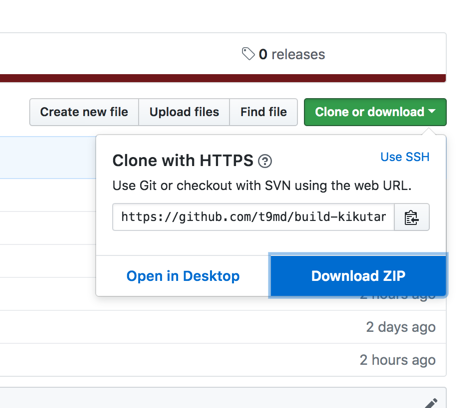 0 releases
Create new file
Upload files
Find file
Clone or download
Clone with HTTPS
Use SSH
Use Git or checkout with SVN using the web URL.
https://github.com/t9md/build-kikutar
Open in Desktop
Download ZIP
2 hours ago
2 days ago
2 hours ago